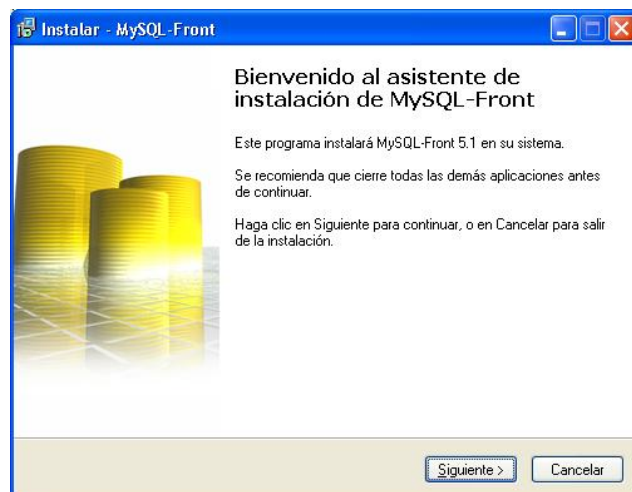 Instalar - MySQL-Front
Bienvenido al asistente de
instalación de MySQL-Front
Este programa instalará MySQL-Front 5.1 en su sistema.
Se recomienda que cierre todas las demás aplicaciones antes
de continuar.
Haga clic en Siguiente para continuar, o en Cancelar para salir
de la instalación.
Siguiente > Cancelar